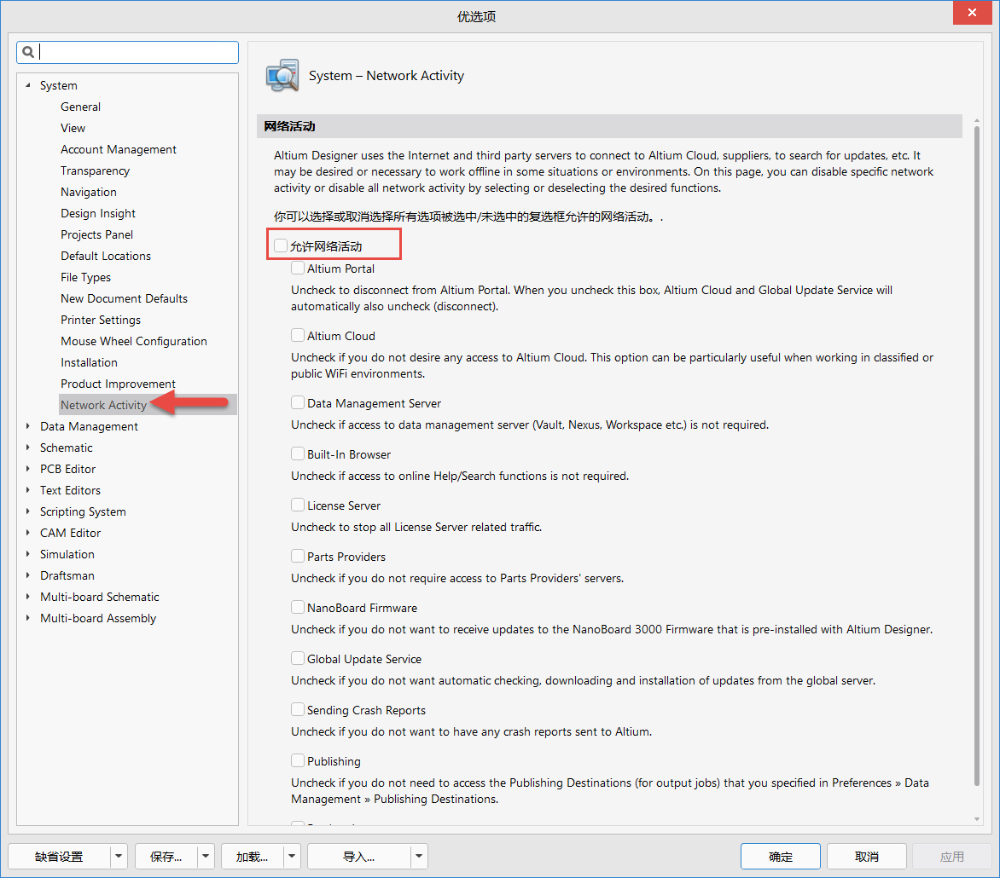 优选项
System
General
View
Account Management
Transparency
Navigation
Design Insight
Projects Panel
Default Locations
File Types
New Document Defaults
Printer Settings
Mouse Wheel Configuration
Installation
Product Improvement
Network Activity
Data Management
Schematic
PCB Editor
Text Editors
Scripting System
CAM Editor
Simulation
Draftsman
Multi-board Schematic
Multi-board Assembly
System – Network Activity
网络活动
Altium Designer uses the Internet and third party servers to connect to Altium Cloud, suppliers, to search for updates, etc. It
may be desired or necessary to work offline in some situations or environments. On this page, you can disable specific network
activity or disable all network activity by selecting or deselecting the desired functions.
你可以选择或取消选择所有选项被选中/未选中的复选框允许的网络活动。.
允许网络活动
Altium Portal
Uncheck to disconnect from Altium Portal. When you uncheck this box, Altium Cloud and Global Update Service will
automatically also uncheck (disconnect).
Altium Cloud
Uncheck if you do not desire any access to Altium Cloud. This option can be particularly useful when working in classified or
public WiFi environments.
Data Management Server
Uncheck if access to data management server (Vault, Nexus, Workspace etc.) is not required.
Built-In Browser
Uncheck if access to online Help/Search functions is not required.
License Server
Uncheck to stop all License Server related traffic.
Parts Providers
Uncheck if you do not require access to Parts Providers' servers.
NanoBoard Firmware
Uncheck if you do not want to receive updates to the NanoBoard 3000 Firmware that is pre-installed with Altium Designer.
Global Update Service
Uncheck if you do not want automatic checking, downloading and installation of updates from the global server.
Sending Crash Reports
Uncheck if you do not want to have any crash reports sent to Altium.
Publishing
Uncheck if you do not need to access the Publishing Destinations (for output jobs) that you specified in Preferences » Data
Management » Publishing Destinations.
缺省设置
保存...
加载...
导入...
确定
取消
应用